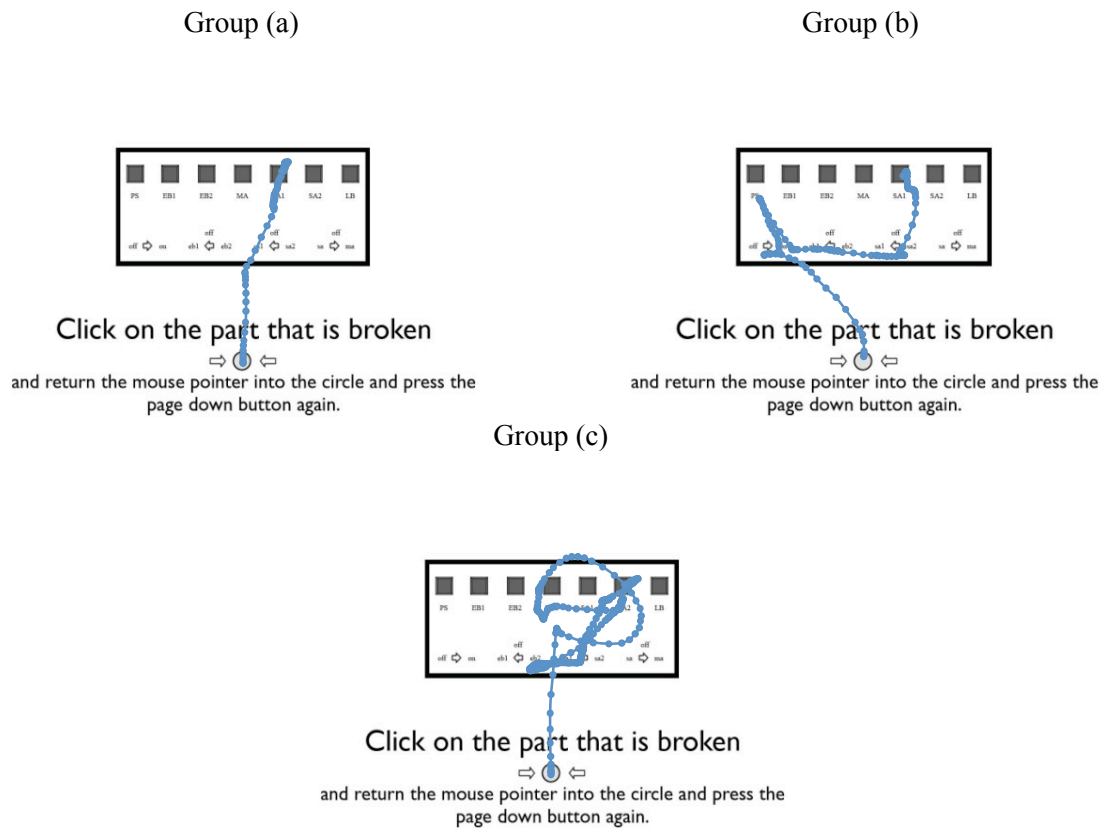 Group (a)
Group (b)
PS EB1 EB2 MA SA2 LB
off off off
off on eb1 eb2 sa2 sa ma
Click on the part that is broken
and return the mouse pointer into the circle and press the
page down button again.
PS EB1 EB2 MA SA1 SA2 LB
off off off
off eb2 sa1 sa2 sa ma
Click on the part that is broken
and return the mouse pointer into the circle and press the
page down button again.
Group (c)
PS EB1 EB2 LB
off off
off on eb1 eb2 sa2 sa ma
Click on the part that is broken
and return the mouse pointer into the circle and press the
page down button again.